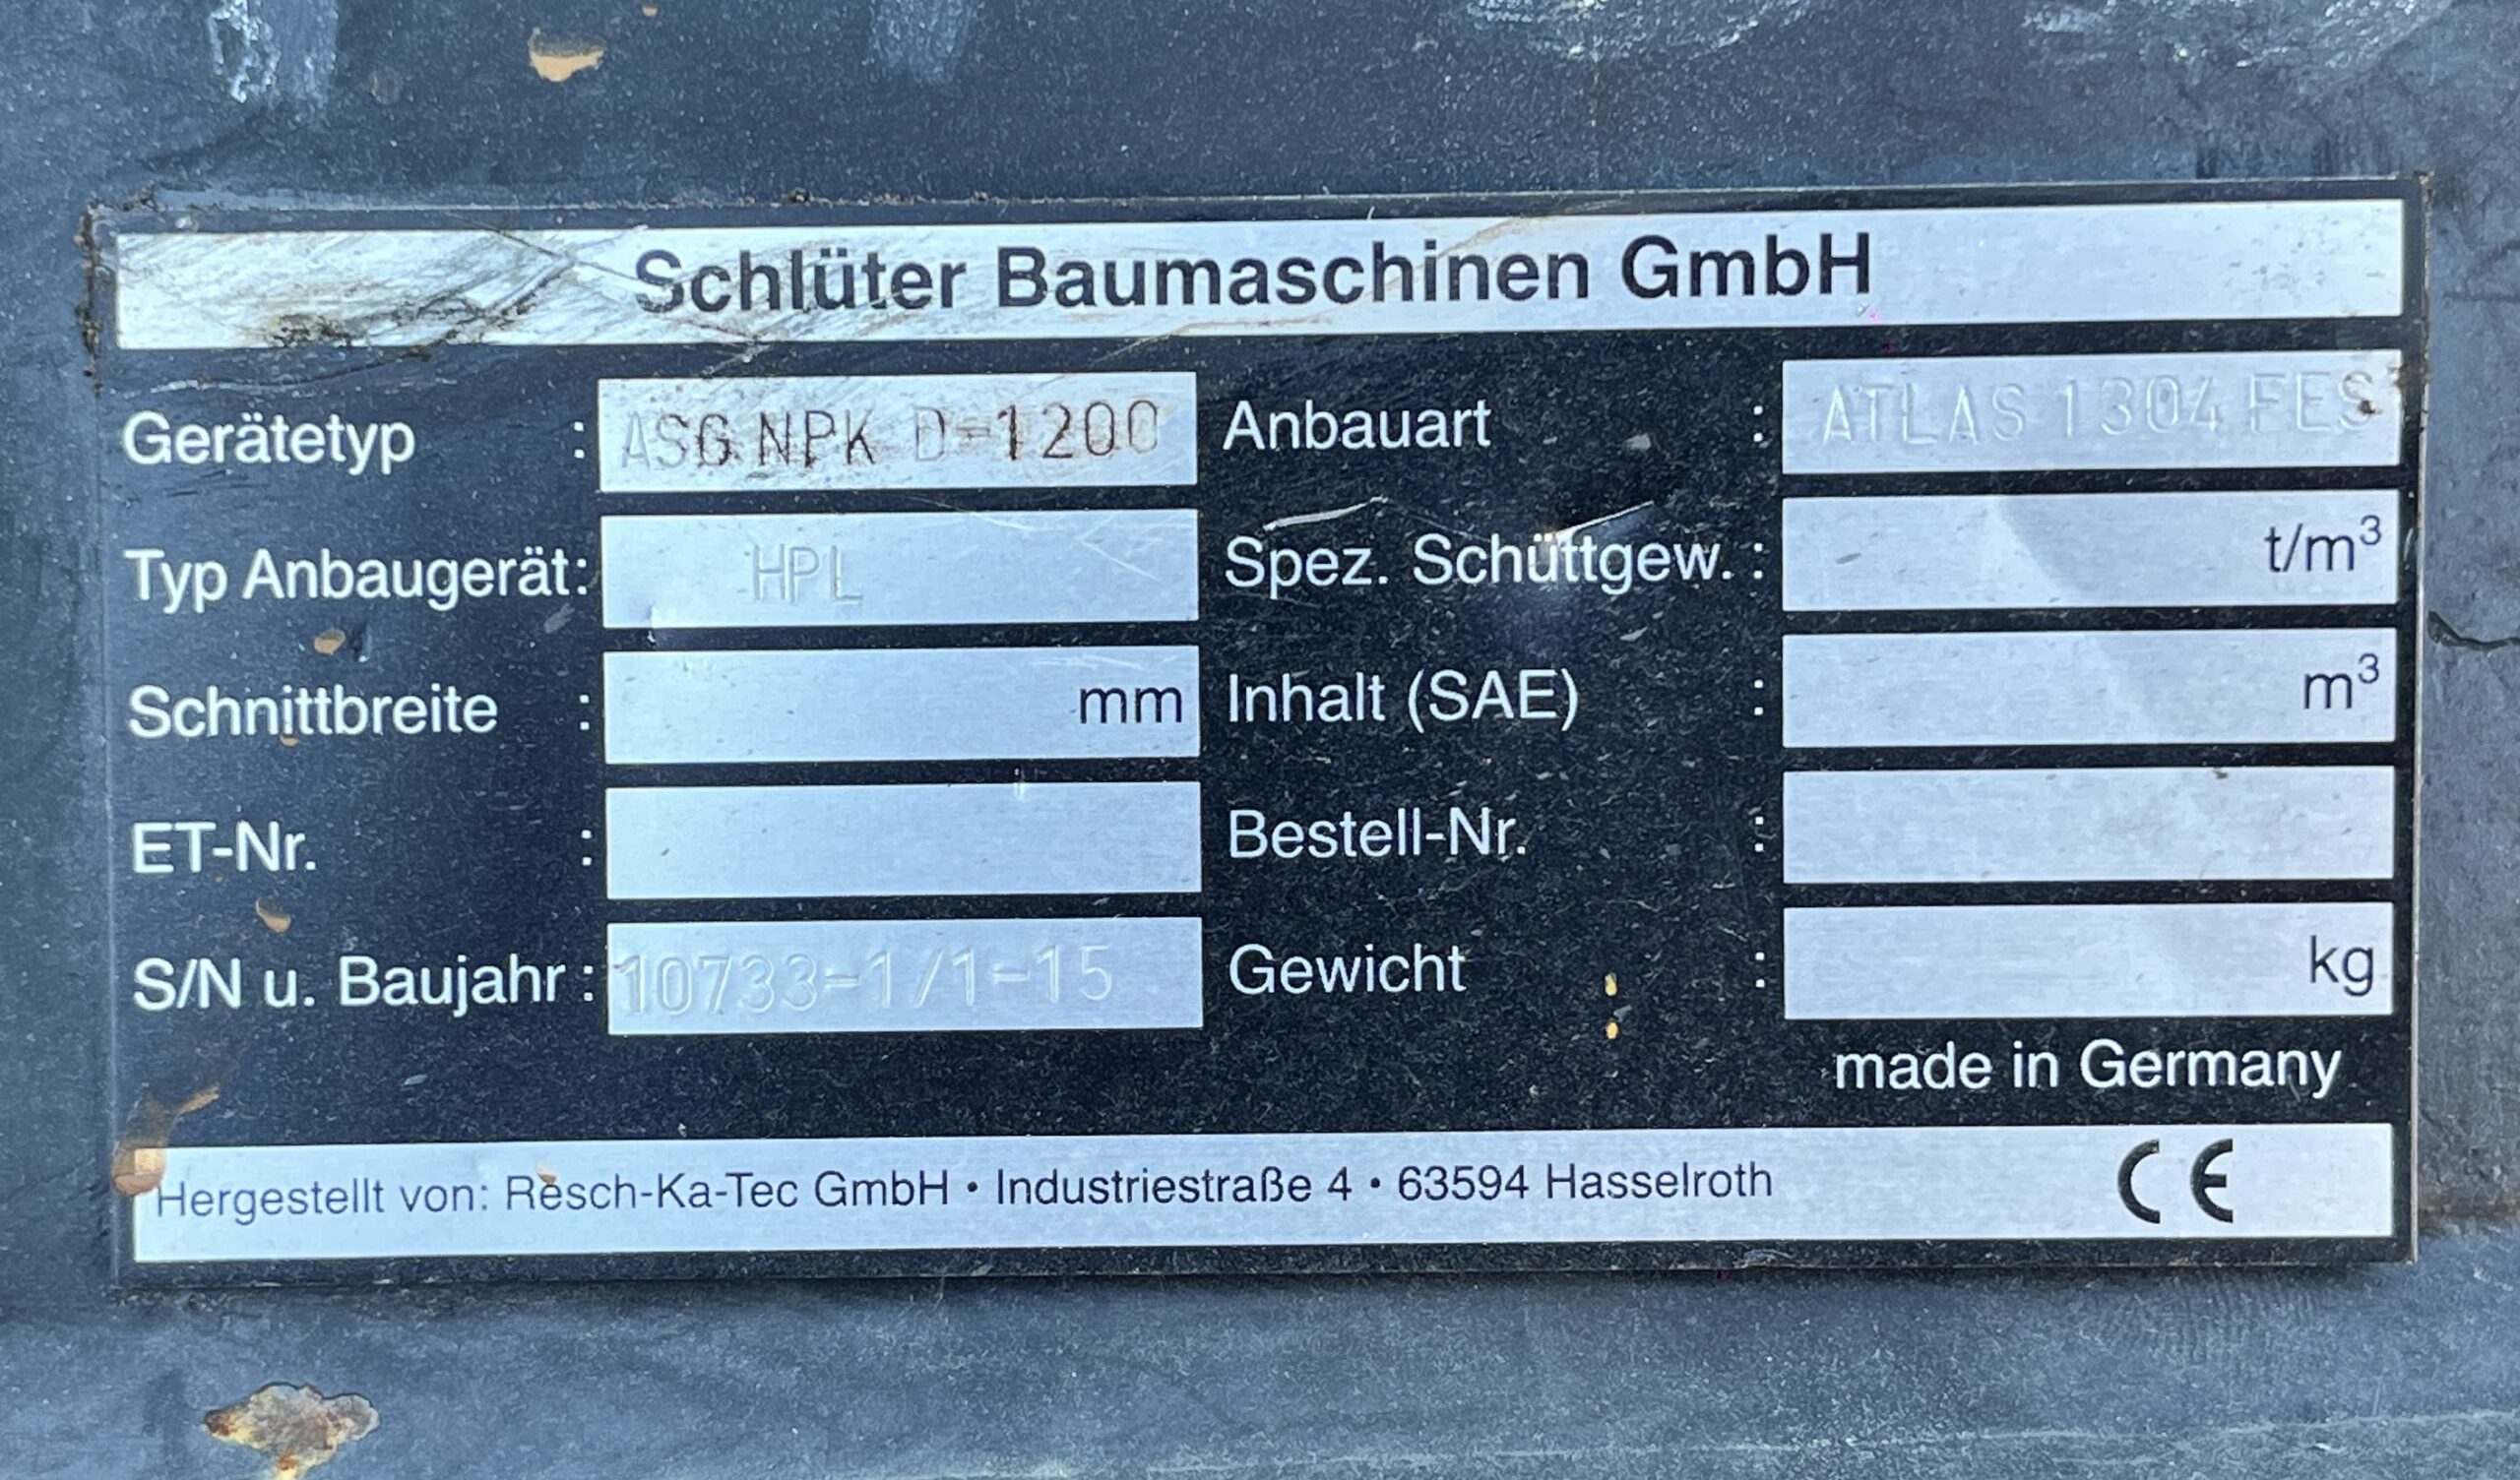 Schlüter Baumaschinen GmbH
Gerätetyp : ASG NPK D=1200 Anbauart : ATLAS 1304 FES
Typ Anbaugerät: HPL Spez. Schüttgew. : t/m³
Schnittbreite : mm Inhalt (SAE) : m³
ET-Nr. : Bestell-Nr. :
S/N u. Baujahr : 10733-1/1-15 Gewicht : kg
made in Germany
Hergestellt von: Resch-Ka-Tec GmbH • Industriestraße 4 • 63594 Hasselroth CE